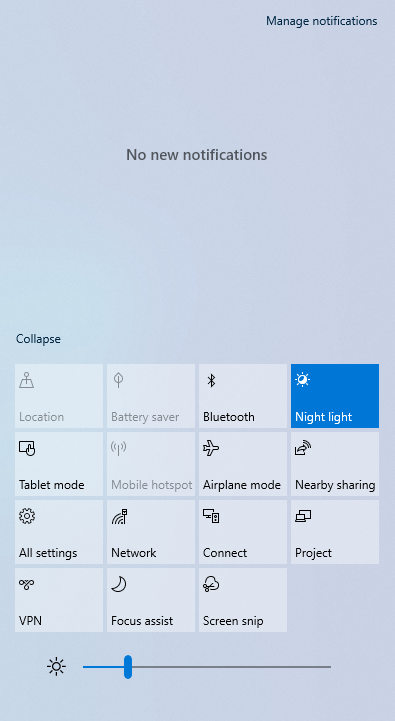 Manage notifications
No new notifications
Collapse
Location
Battery saver
Bluetooth
Night light
Tablet mode
Mobile hotspot
Airplane mode
Nearby sharing
All settings
Network
Connect
Project
VPN
Focus assist
Screen snip